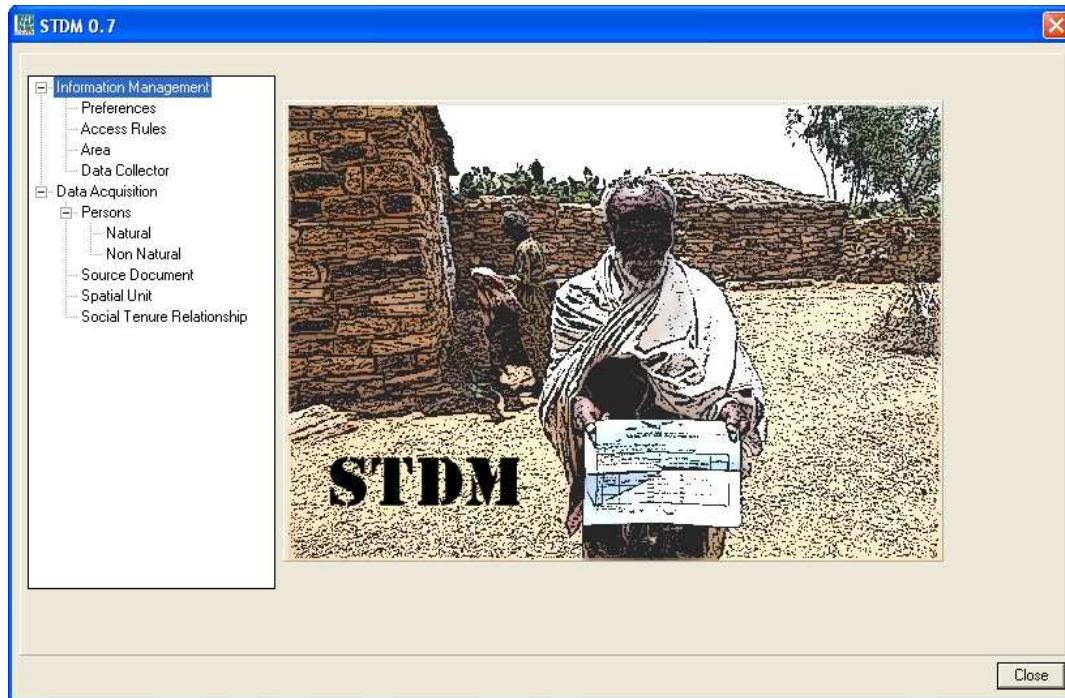 STDM 0.7
Information Management
Preferences
Access Rules
Area
Data Collector
Data Acquisition
Persons
Natural
Non Natural
Source Document
Spatial Unit
Social Tenure Relationship
STDM
Close